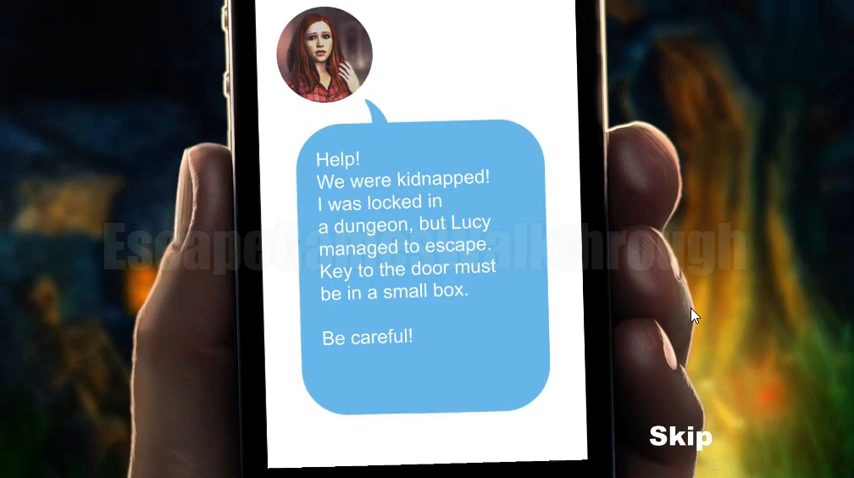 Help!
We were kidnapped!
I was locked in
a dungeon, but Lucy
managed to escape.
Key to the door must
be in a small box.
Be careful!
EscapeGamesWalkthrough
Skip